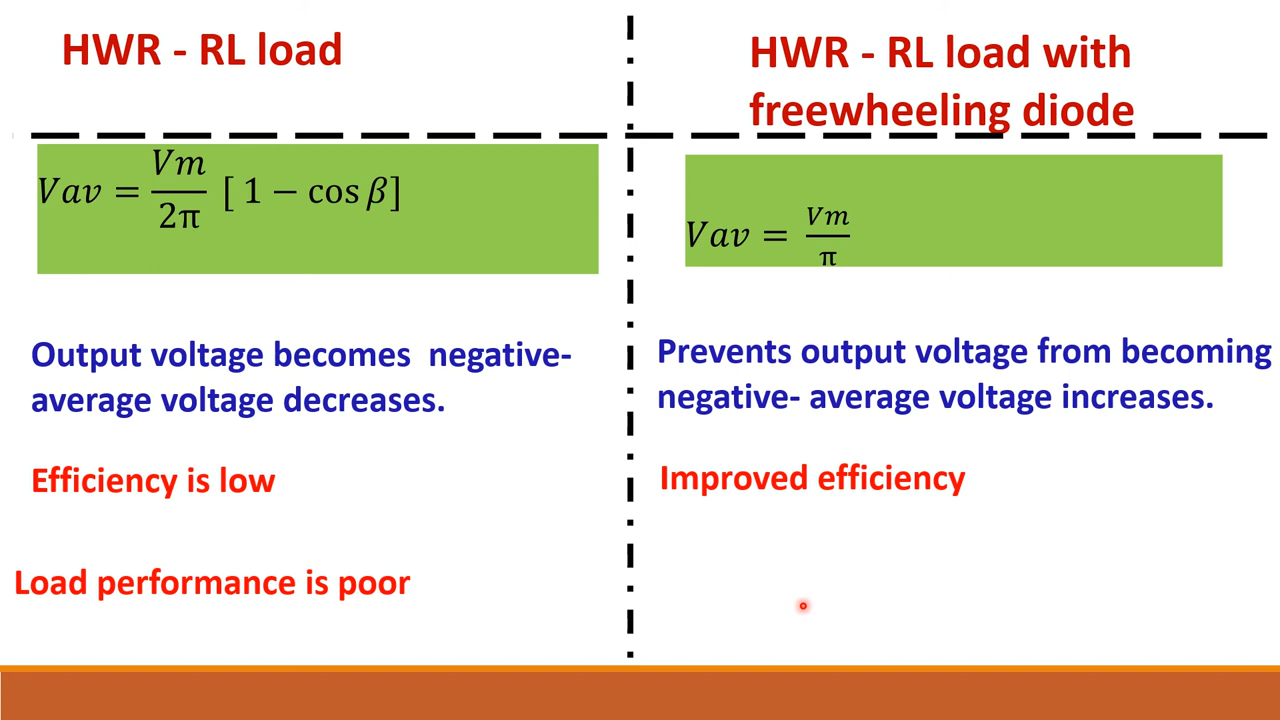 HWR - RL load
Vav = Vm/2π [ 1 − cos β]
Output voltage becomes negative-
average voltage decreases.
Efficiency is low
Load performance is poor
HWR - RL load with
freewheeling diode
Vav = Vm/π
Prevents output voltage from becoming
negative- average voltage increases.
Improved efficiency